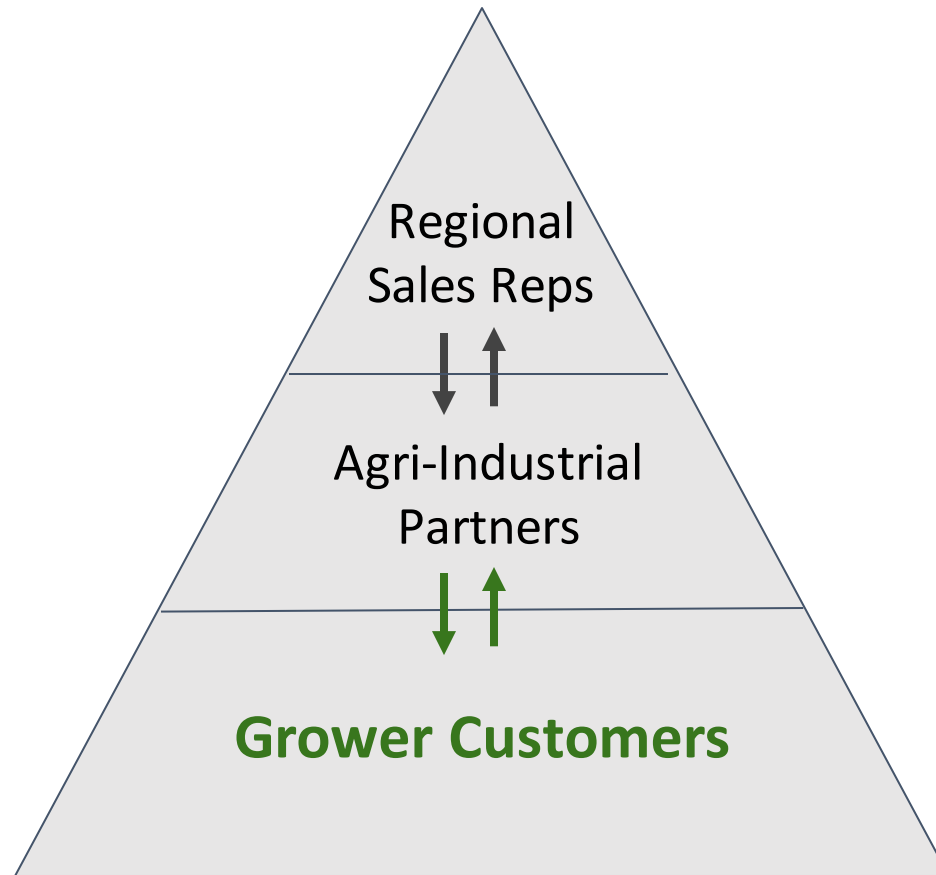 Regional
Sales Reps
Agri-Industrial
Partners
Grower Customers